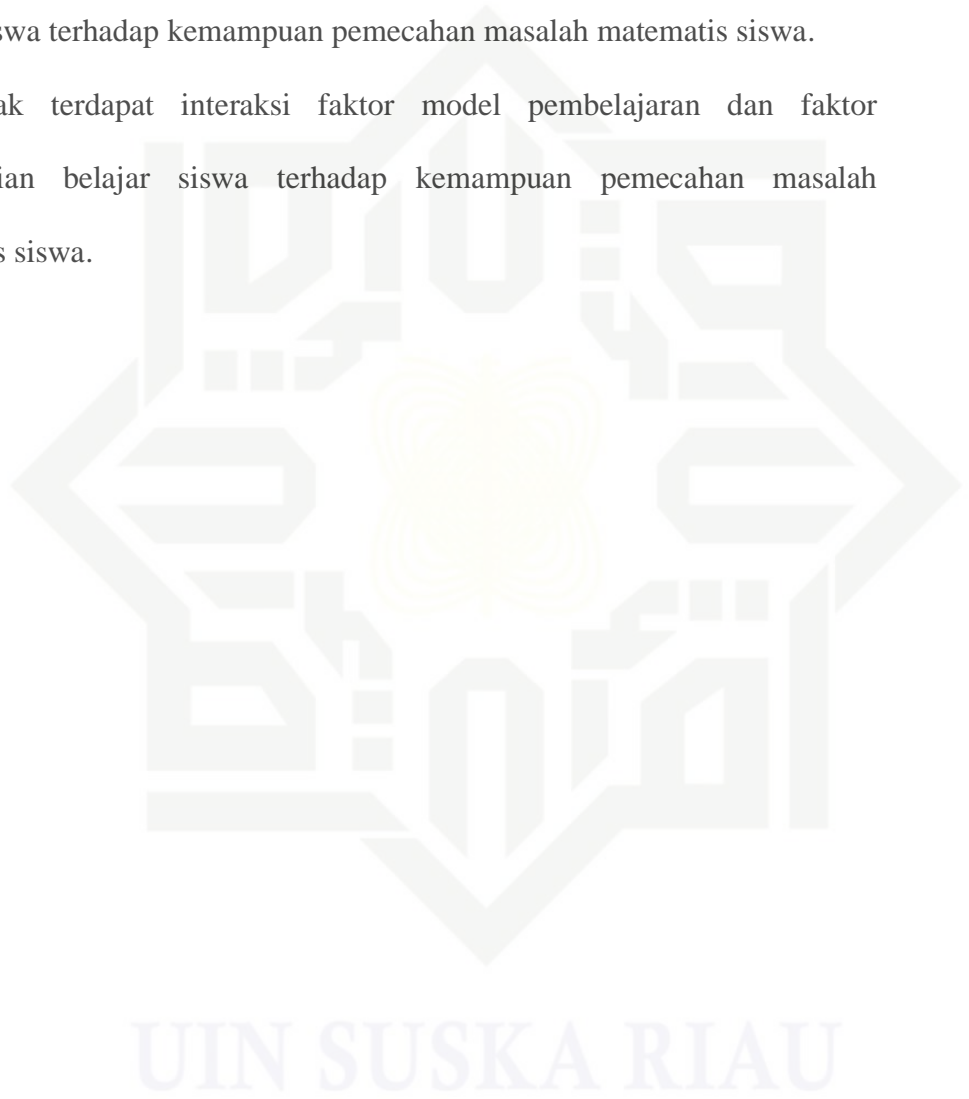 swa terhadap kemampuan pemecahan masalah matematis siswa.
ak terdapat interaksi faktor model pembelajaran dan faktor
ian belajar siswa terhadap kemampuan pemecahan masalah
s siswa.
UIN SUSKA RIAU